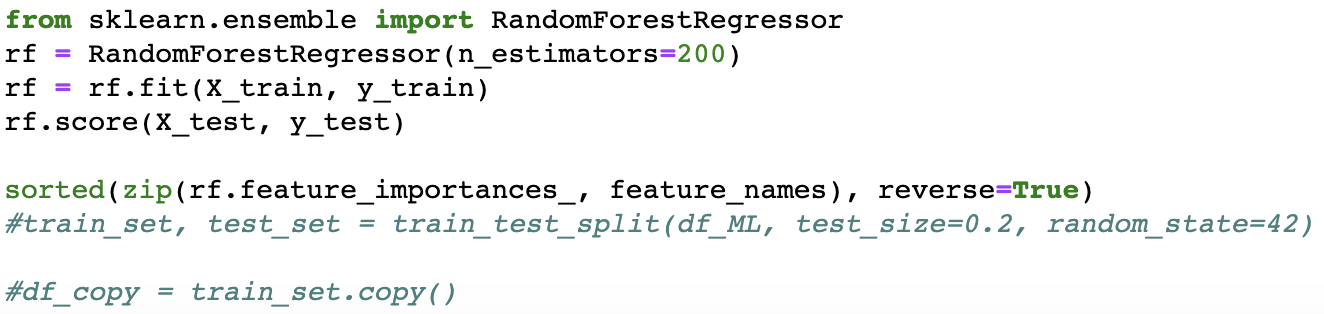 from sklearn.ensemble import RandomForestRegressor
rf = RandomForestRegressor(n_estimators=200)
rf = rf.fit(X_train, y_train)
rf.score(X_test, y_test)
sorted(zip(rf.feature_importances_, feature_names), reverse=True)
#train_set, test_set = train_test_split(df_ML, test_size=0.2, random_state=42)
#df_copy = train_set.copy()